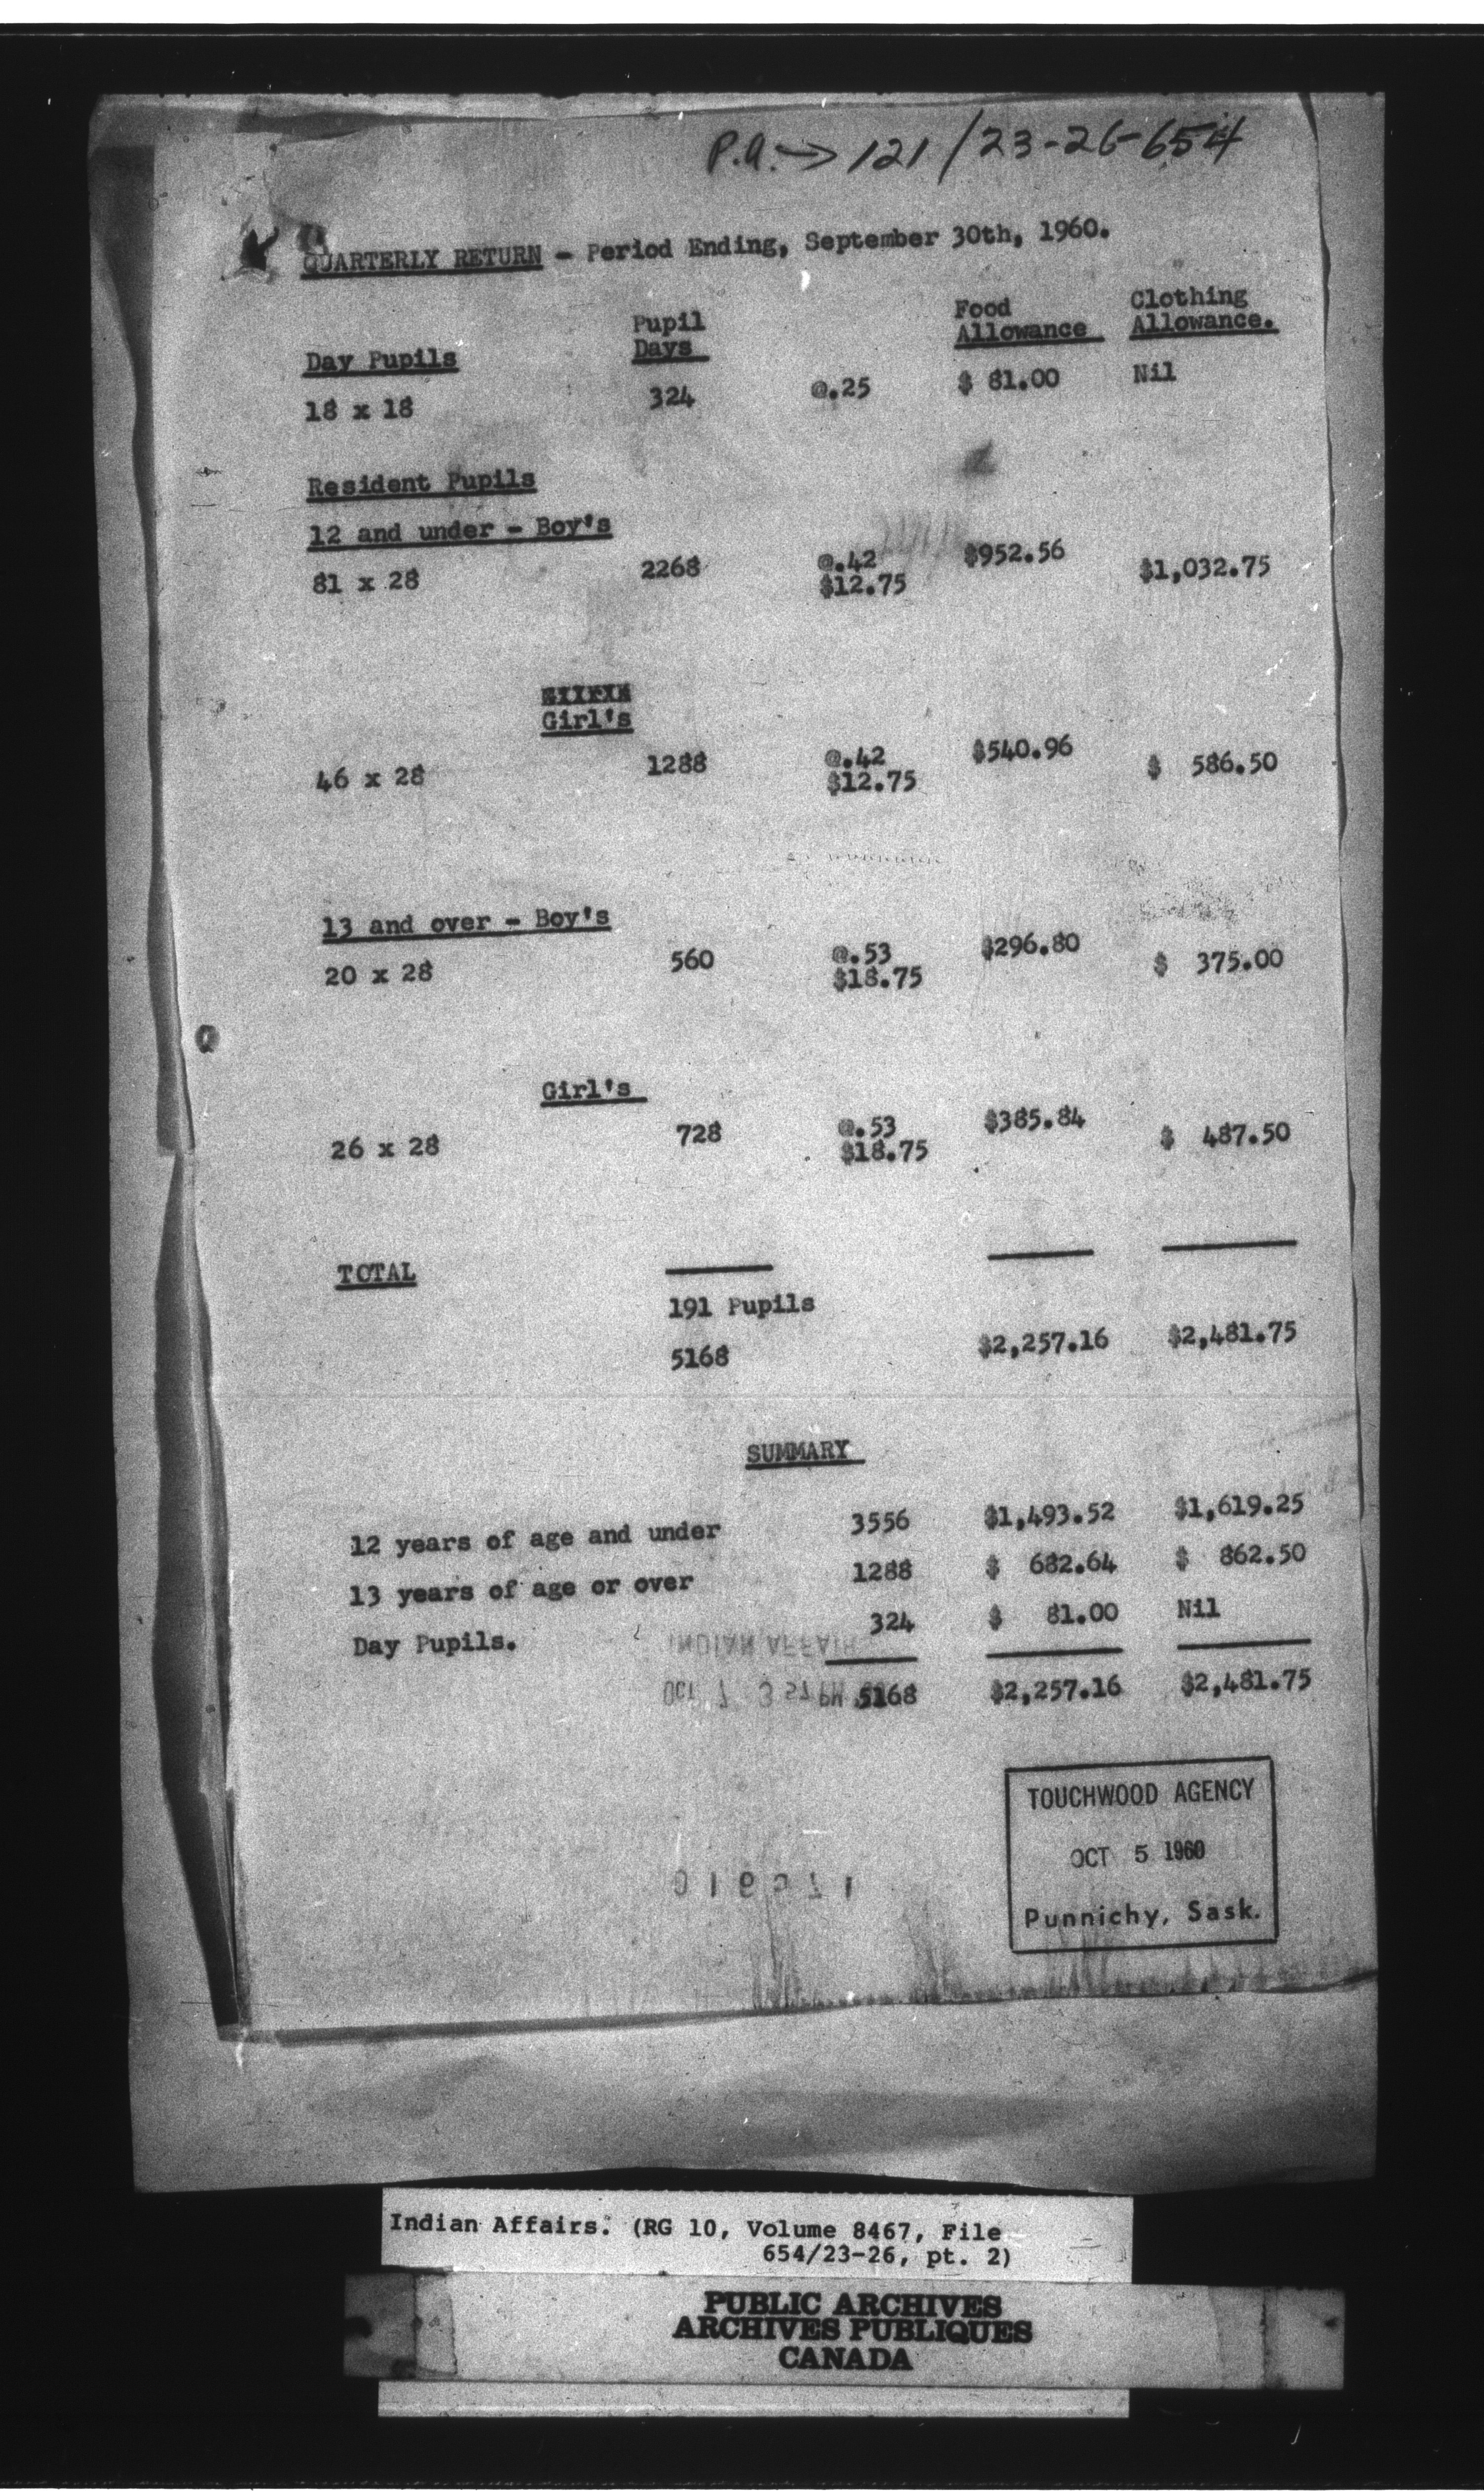 P.A. → 121/23-26-654
QUARTERLY RETURN - Period Ending, September 30th, 1960.
Day Pupils Pupil Days Food Allowance Clothing Allowance.
18 x 18 324 @.25 $ 81.00 Nil
Resident Pupils
12 and under - Boy's
81 x 28 2268 @.42 $952.56 $1,032.75
$12.75
Girl's
46 x 28 1288 @.42 $540.96 $ 586.50
$12.75
13 and over - Boy's
20 x 28 560 @.53 $296.80 $ 375.00
$18.75
Girl's
26 x 28 728 @.53 $385.84 $ 487.50
$18.75
TOTAL
191 Pupils
5168 $2,257.16 $2,481.75
SUMMARY
12 years of age and under 3556 $1,493.52 $1,619.25
13 years of age or over 1288 $ 682.64 $ 862.50
Day Pupils. 324 $ 81.00 Nil
INDIAN AFFAIR
OCT 7 3 57 PM
5168 $2,257.16 $2,481.75
TOUCHWOOD AGENCY
OCT 5 1960
Punnichy, Sask.
Indian Affairs. (RG 10, Volume 8467, File
654/23-26, pt. 2)
PUBLIC ARCHIVES
ARCHIVES PUBLIQUES
CANADA